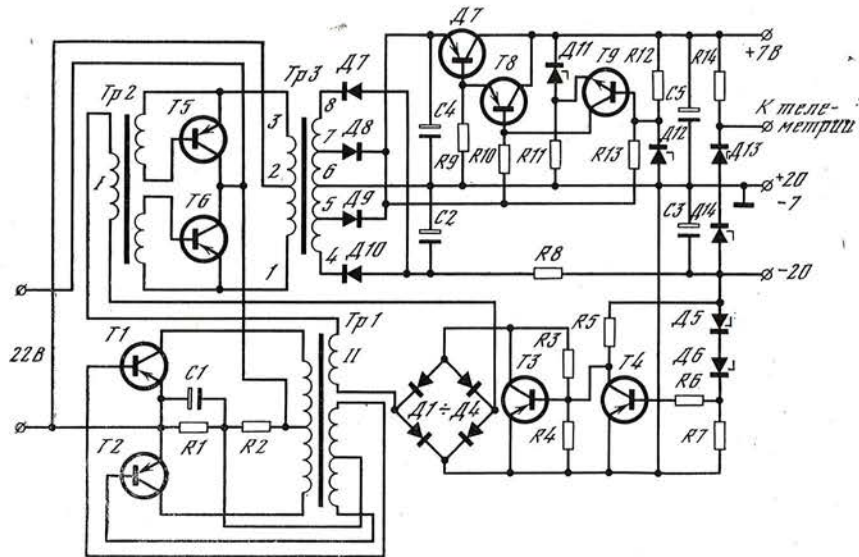 Д7
Д11
Т9
R12
R14
+7В
Т8
С5
К теле-
метрии
Тр3
Д7
Тр2
Т5
8
С4
Д12
Д13
3
7
Д8
R9
R10
R11
R13
I
2
6
+20
-7
Т6
5
Д9
С2
С3
Д14
1
4
Д10
R8
-20
Тр1
22В
Т1
II
R5
Д5
С1
R3
Т3
Т4
Д6
R6
Д1÷Д4
R4
R7
Т2
R1
R2